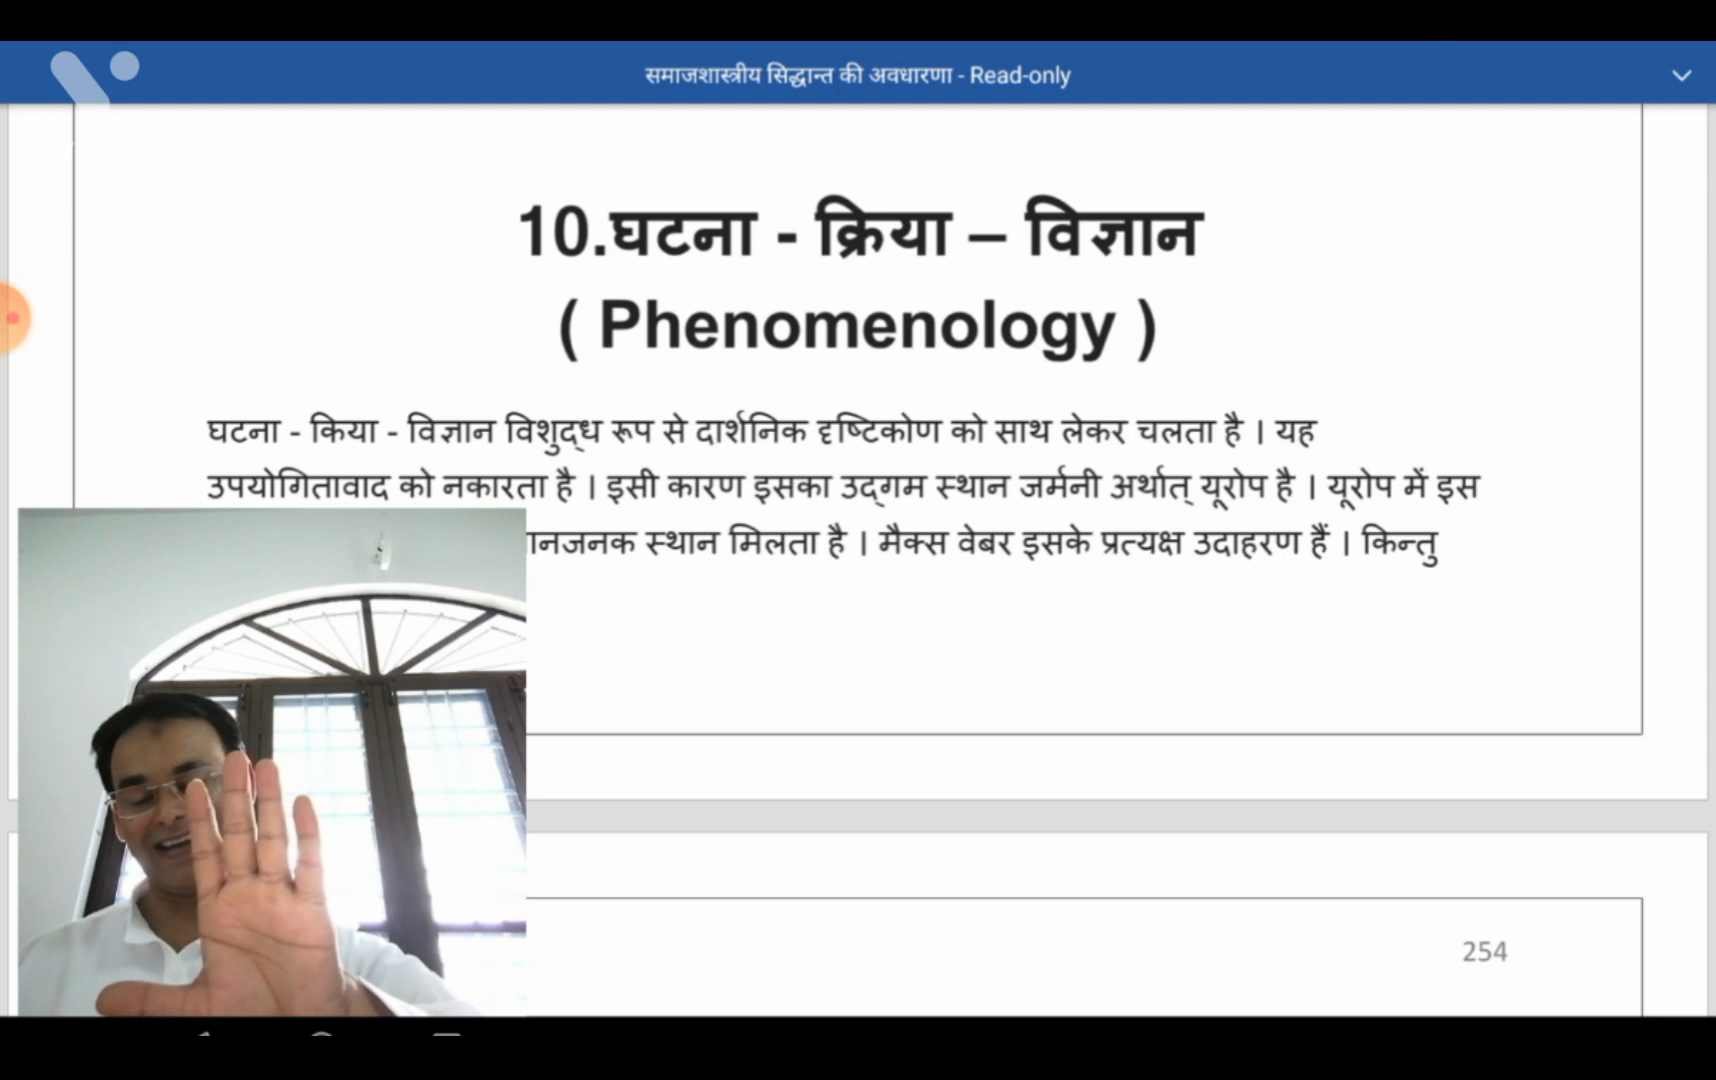 समाजशास्त्रीय सिद्धान्त की अवधारणा - Read-only
10.घटना - क्रिया – विज्ञान
( Phenomenology )
घटना - किया - विज्ञान विशुद्ध रूप से दार्शनिक दृष्टिकोण को साथ लेकर चलता है । यह
उपयोगितावाद को नकारता है । इसी कारण इसका उद्गम स्थान जर्मनी अर्थात् यूरोप है । यूरोप में इस
स्थान मिलता है । मैक्स वेबर इसके प्रत्यक्ष उदाहरण हैं । किन्तु
254